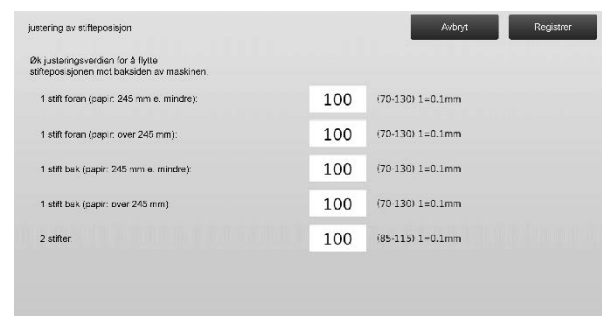 justering av stifteposisjon
Avbryt
Registrer
Øk justeringsverdien for å flytte
stifteposisjonen mot baksiden av maskinen.
1 stift foran (papir: 245 mm e. mindre): 100 (70-130) 1=0.1mm
1 stift foran (papir: over 245 mm): 100 (70-130) 1=0.1mm
1 stift bak (papir: 245 mm e. mindre): 100 (70-130) 1=0.1mm
1 stift bak (papir: over 245 mm) 100 (70-130) 1=0.1mm
2 stifter: 100 (85-115) 1=0.1mm